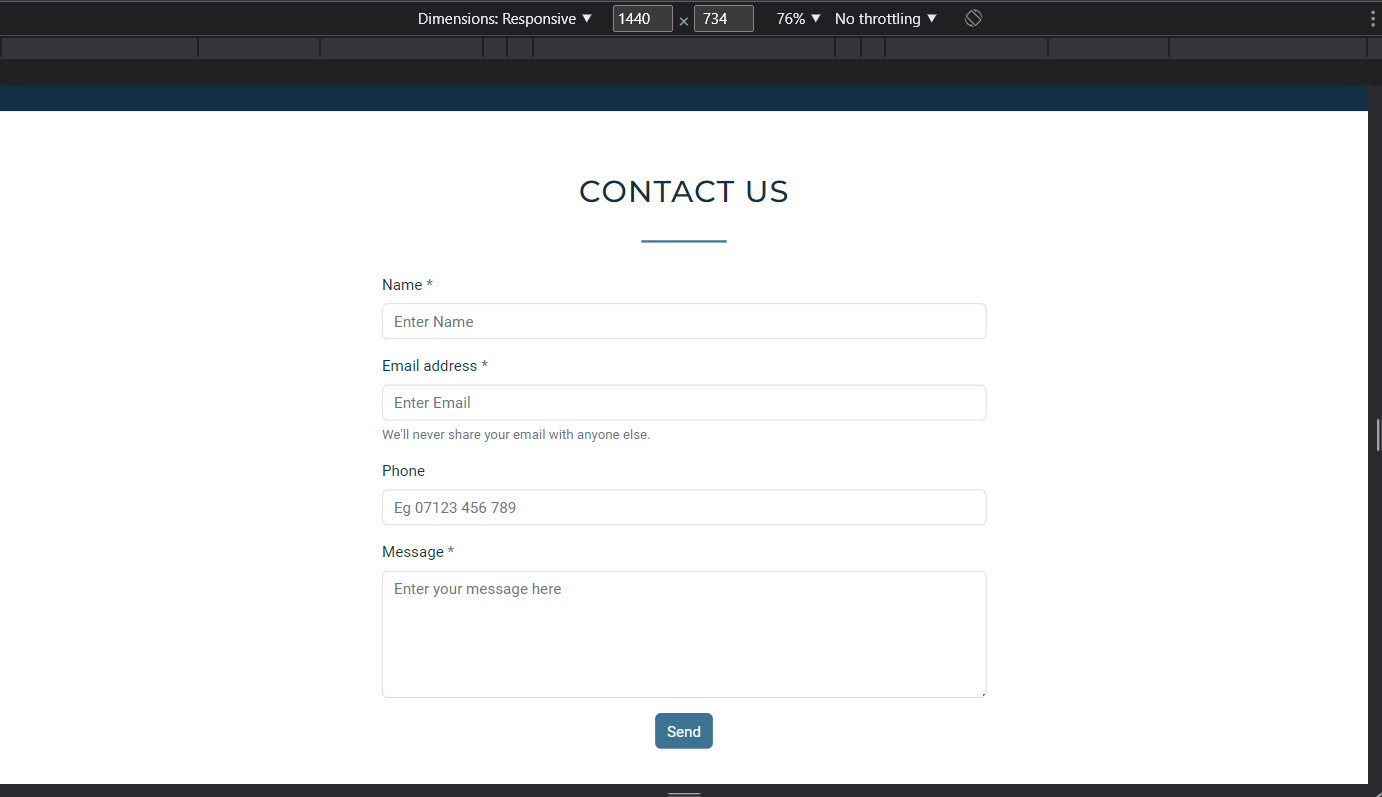 Dimensions: Responsive ▼ 1440 × 734 76% ▼ No throttling ▼
CONTACT US
Name *
Enter Name
Email address *
Enter Email
We'll never share your email with anyone else.
Phone
Eg 07123 456 789
Message *
Enter your message here
Send